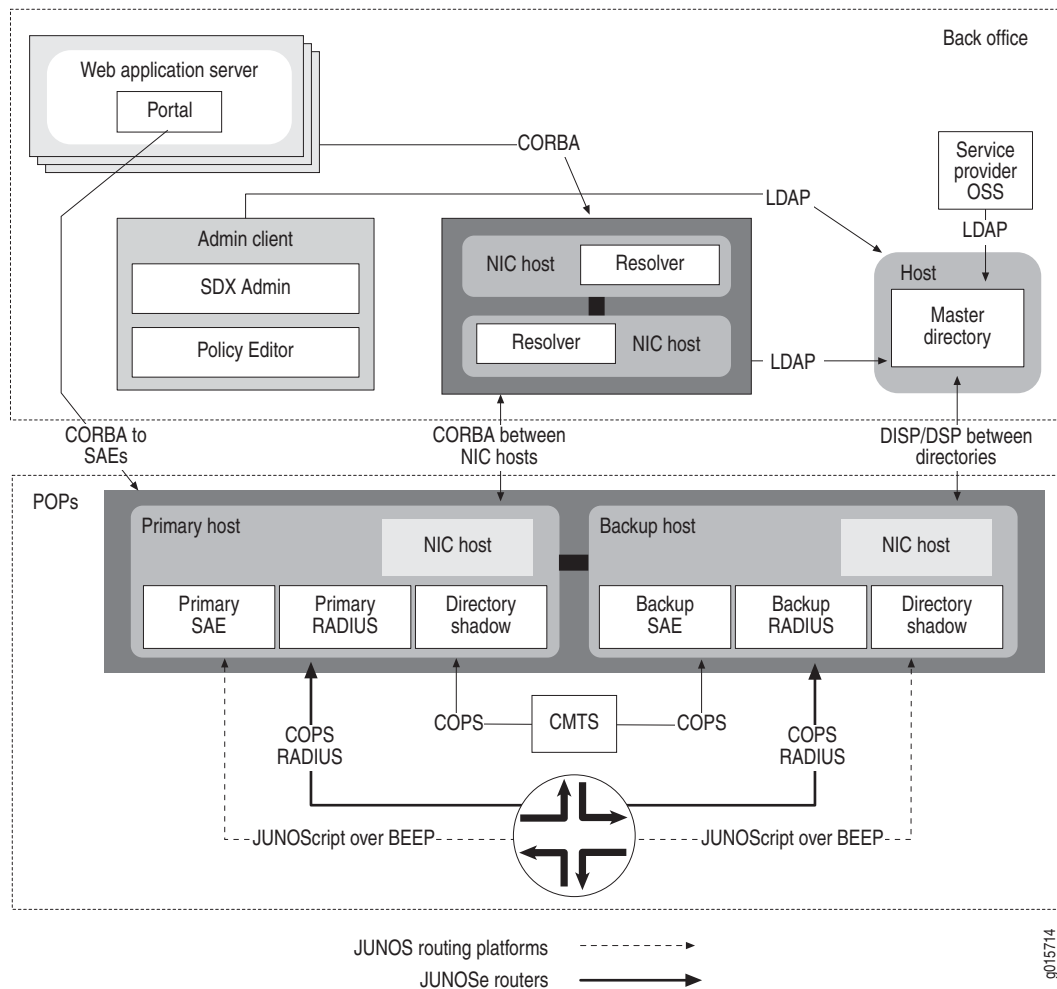 Back office
Web application server
Portal
CORBA
Service
provider
OSS
LDAP
LDAP
Admin client
SDX Admin
Policy Editor
NIC host
Resolver
Resolver
NIC host
Host
Master
directory
LDAP
CORBA to
SAEs
CORBA between
NIC hosts
DISP/DSP between
directories
POPs
Primary host
NIC host
Primary
SAE
Primary
RADIUS
Directory
shadow
Backup host
NIC host
Backup
SAE
Backup
RADIUS
Directory
shadow
COPS
CMTS
COPS
COPS
RADIUS
COPS
RADIUS
JUNOScript over BEEP
JUNOScript over BEEP
JUNOS routing platforms
JUNOSe routers
g015714